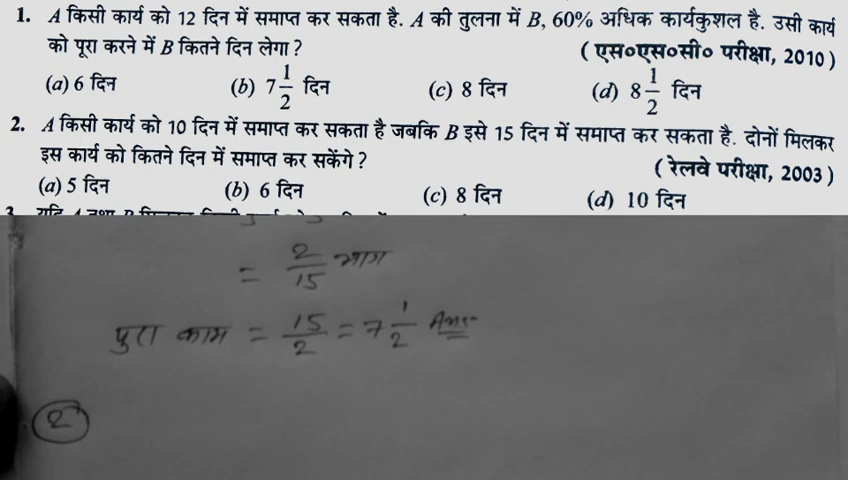 1. A किसी कार्य को 12 दिन में समाप्त कर सकता है. A की तुलना में B, 60% अधिक कार्यकुशल है. उसी कार्य
को पूरा करने में B कितने दिन लेगा ? ( एस०एस०सी० परीक्षा, 2010 )
(a) 6 दिन (b) 7 1/2 दिन (c) 8 दिन (d) 8 1/2 दिन
2. A किसी कार्य को 10 दिन में समाप्त कर सकता है जबकि B इसे 15 दिन में समाप्त कर सकता है. दोनों मिलकर
इस कार्य को कितने दिन में समाप्त कर सकेंगे ? ( रेलवे परीक्षा, 2003 )
(a) 5 दिन (b) 6 दिन (c) 8 दिन (d) 10 दिन
= 2/15 भाग
पुरा काम = 15/2 = 7 1/2 Ans-
2